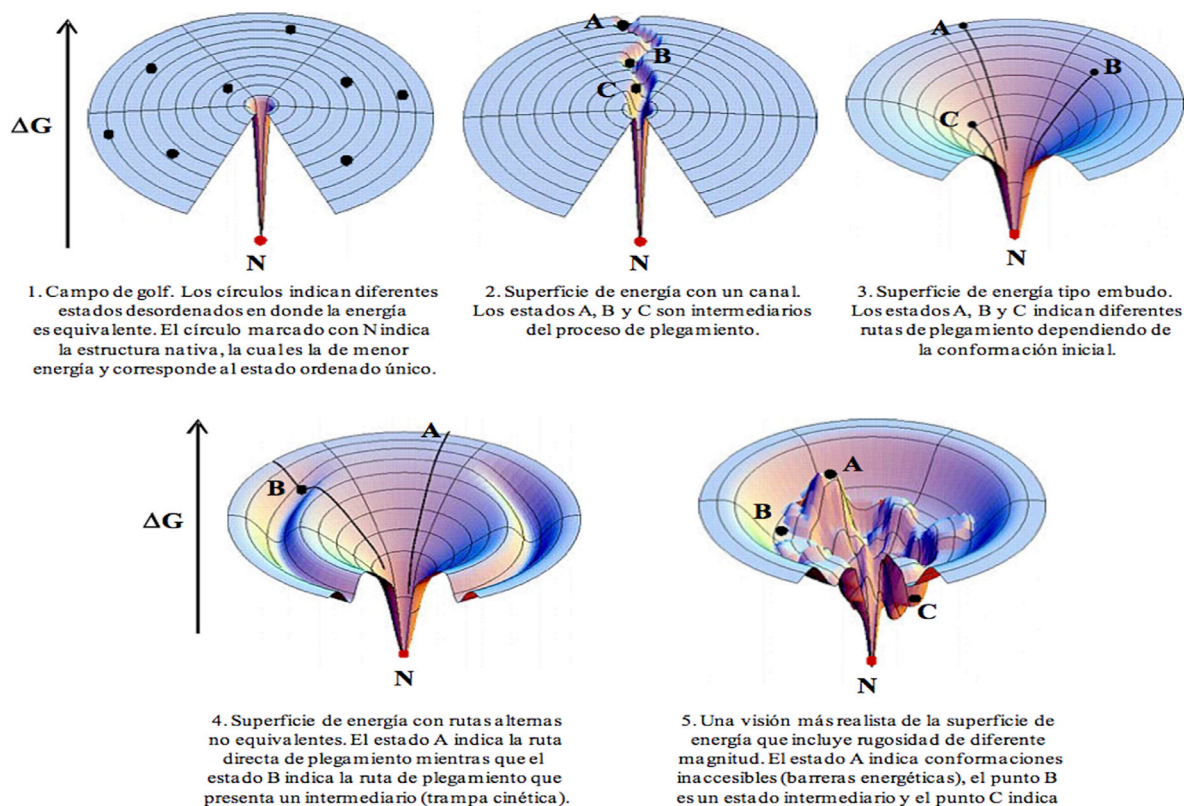 ΔG
A
B
C
N
N
A
B
C
N
1. Campo de golf. Los círculos indican diferentes
estados desordenados en donde la energía
es equivalente. El círculo marcado con N indica
la estructura nativa, la cual es la de menor
energía y corresponde al estado ordenado único.
2. Superficie de energía con un canal.
Los estados A, B y C son intermediarios
del proceso de plegamiento.
3. Superficie de energía tipo embudo.
Los estados A, B y C indican diferentes
rutas de plegamiento dependiendo de
la conformación inicial.
ΔG
A
B
N
A
B
C
N
4. Superficie de energía con rutas alternas
no equivalentes. El estado A indica la ruta
directa de plegamiento mientras que el
estado B indica la ruta de plegamiento que
presenta un intermediario (trampa cinética).
5. Una visión más realista de la superficie de
energía que incluye rugosidad de diferente
magnitud. El estado A indica conformaciones
inaccesibles (barreras energéticas), el punto B
es un estado intermediario y el punto C indica